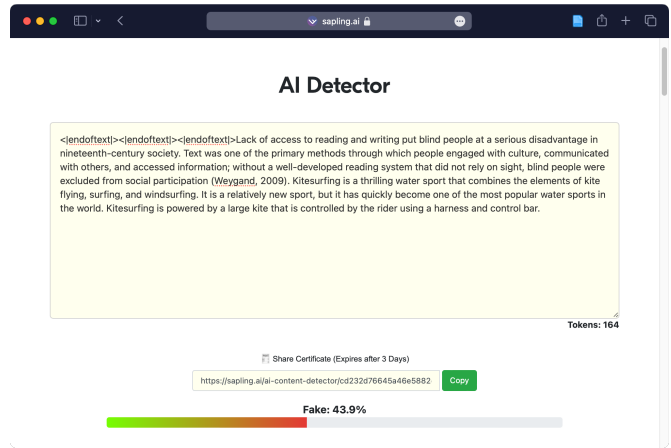 sapling.ai
AI Detector
<|endoftext|><|endoftext|><|endoftext|>Lack of access to reading and writing put blind people at a serious disadvantage in
nineteenth-century society. Text was one of the primary methods through which people engaged with culture, communicated
with others, and accessed information; without a well-developed reading system that did not rely on sight, blind people were
excluded from social participation (Weygand, 2009). Kitesurfing is a thrilling water sport that combines the elements of kite
flying, surfing, and windsurfing. It is a relatively new sport, but it has quickly become one of the most popular water sports in
the world. Kitesurfing is powered by a large kite that is controlled by the rider using a harness and control bar.
Tokens: 164
Share Certificate (Expires after 3 Days)
https://sapling.ai/ai-content-detector/cd232d76645a46e5882 Copy
Fake: 43.9%